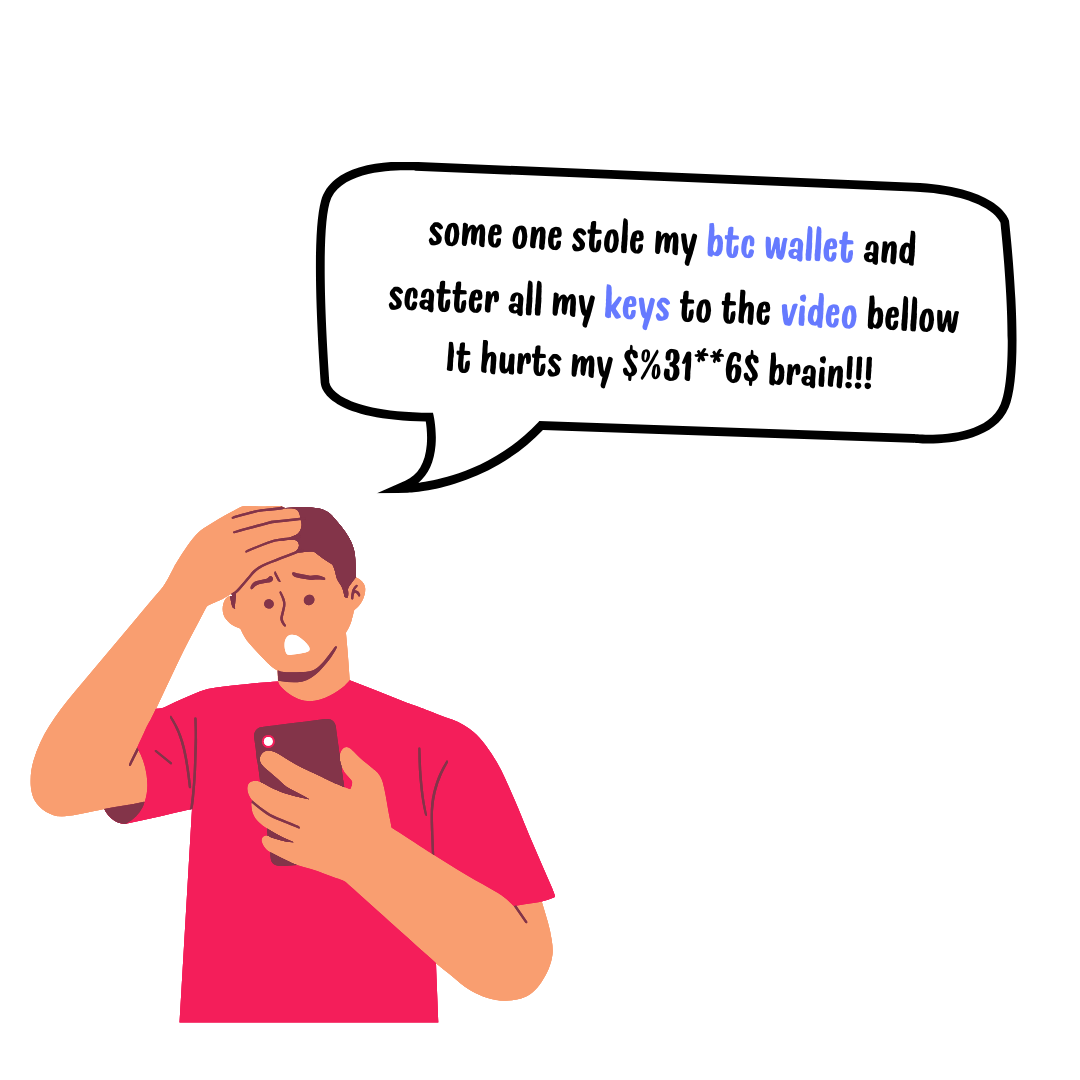 some one stole my btc wallet and
scatter all my keys to the video bellow
It hurts my $%31**6$ brain!!!